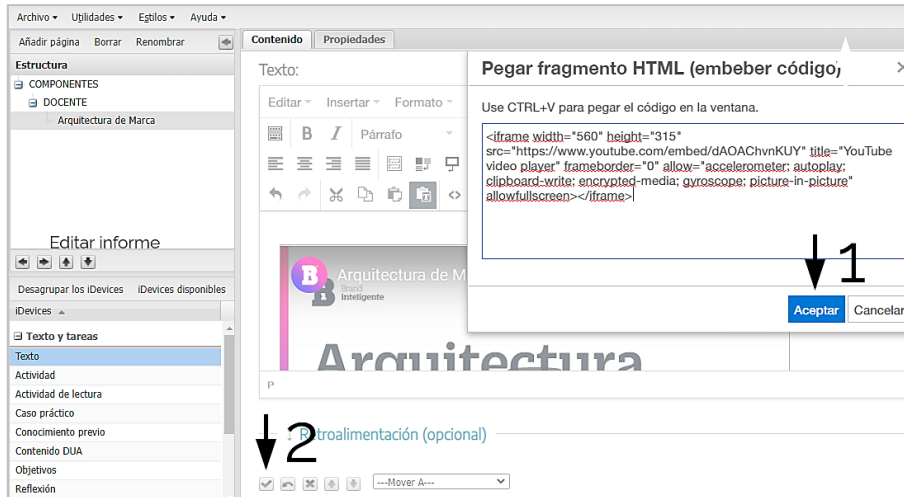 Archivo Utilidades Estilos Ayuda
Añadir página Borrar Renombrar
Estructura
COMPONENTES
DOCENTE
Arquitectura de Marca
Editar informe
Desagrupar los iDevices iDevices disponibles
iDevices
Texto y tareas
Texto
Actividad
Actividad de lectura
Caso práctico
Conocimiento previo
Contenido DUA
Objetivos
Reflexión
Contenido Propiedades
Texto:
Editar Insertar Formato
B I Párrafo
B Arquitectura de M
Brand
Inteligente
Arquitectura
P
Retroalimentación (opcional)
2
---Mover A---
Pegar fragmento HTML (embeber código)
Use CTRL+V para pegar el código en la ventana.
<iframe width="560" height="315"
src="https://www.youtube.com/embed/dAOAChvnKUY" title="YouTube
video player" frameborder="0" allow="accelerometer; autoplay;
clipboard-write; encrypted-media; gyroscope; picture-in-picture"
allowfullscreen></iframe>
1
Aceptar Cancelar